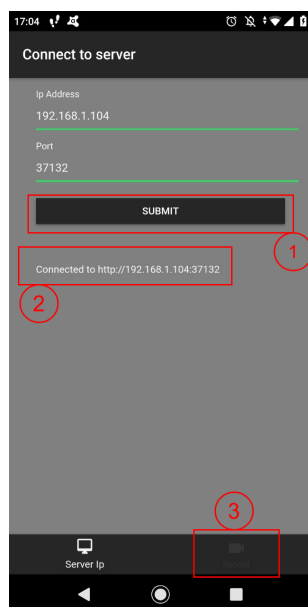 17:04
Connect to server
Ip Address
192.168.1.104
Port
37132
SUBMIT
1
Connected to http://192.168.1.104:37132
2
3
Server Ip
Record